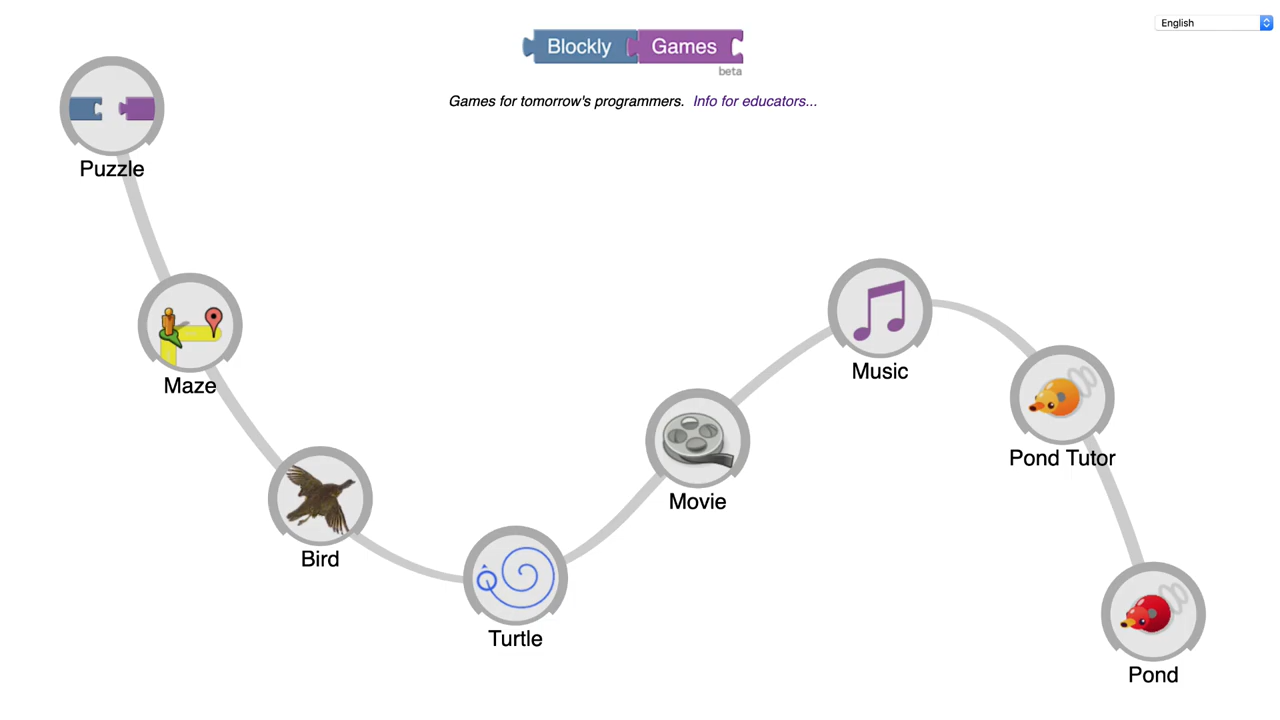 English
Blockly Games
beta
Games for tomorrow's programmers. Info for educators...
Puzzle
Maze
Bird
Turtle
Movie
Music
Pond Tutor
Pond